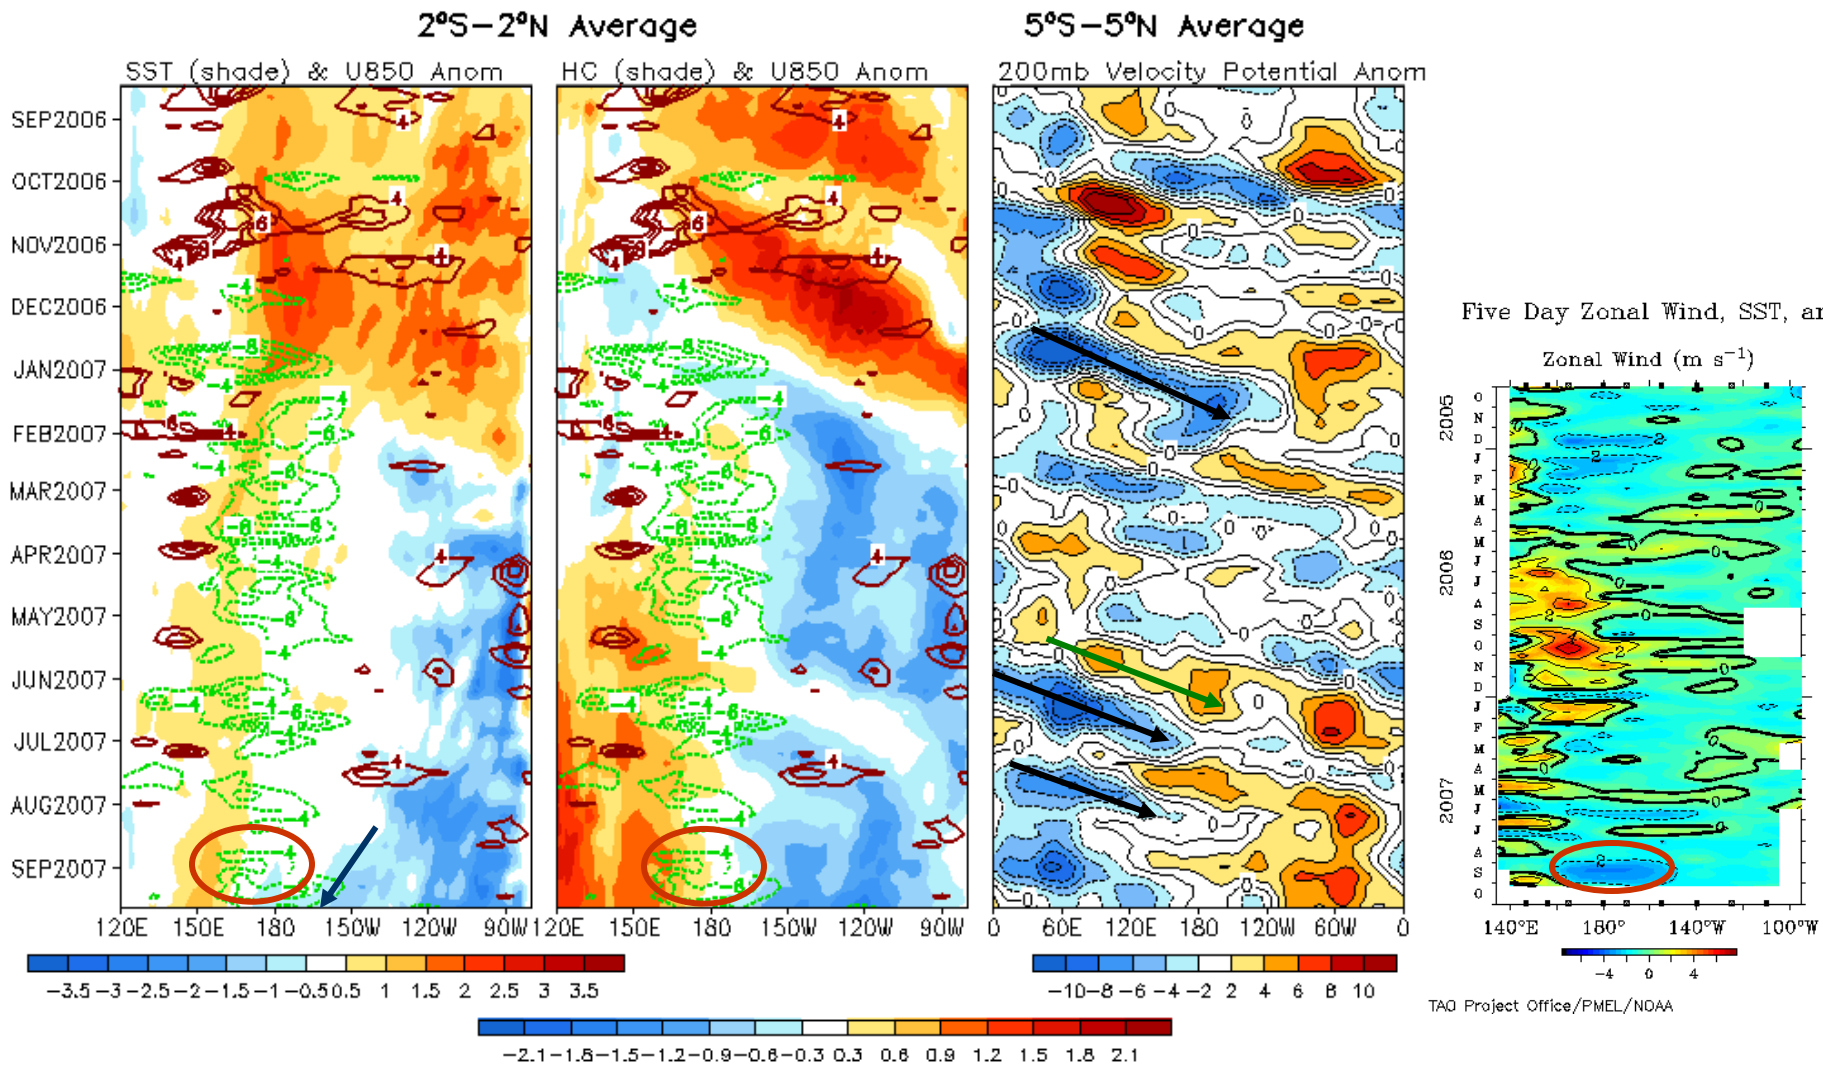 2°S–2°N Average
5°S–5°N Average
SST (shade) & U850 Anom
HC (shade) & U850 Anom
200mb Velocity Potential Anom
SEP2006
OCT2006
NOV2006
DEC2006
JAN2007
FEB2007
MAR2007
APR2007
MAY2007
JUN2007
JUL2007
AUG2007
SEP2007
120E 150E 180 150W 120W 90W
120E 150E 180 150W 120W 90W
0 60E 120E 180 120W 60W 0
-3.5 -3 -2.5 -2 -1.5 -1 -0.5 0.5 1 1.5 2 2.5 3 3.5
-10 -8 -6 -4 -2 2 4 6 8 10
-2.1 -1.8 -1.5 -1.2 -0.9 -0.6 -0.3 0.3 0.6 0.9 1.2 1.5 1.8 2.1
Five Day Zonal Wind, SST, an
Zonal Wind (m s⁻¹)
2005
2006
2007
O
N
D
J
F
M
A
M
J
J
A
S
O
N
D
J
F
M
A
M
J
J
A
S
O
140°E 180° 140°W 100°W
-4 0 4
TAO Project Office/PMEL/NOAA